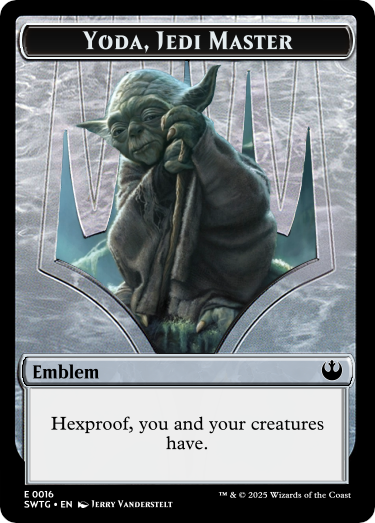 Yoda, Jedi Master
Emblem
Hexproof, you and your creatures
have.
E 0016
SWTG • EN Jerry Vanderstelt
™ & © 2025 Wizards of the Coast